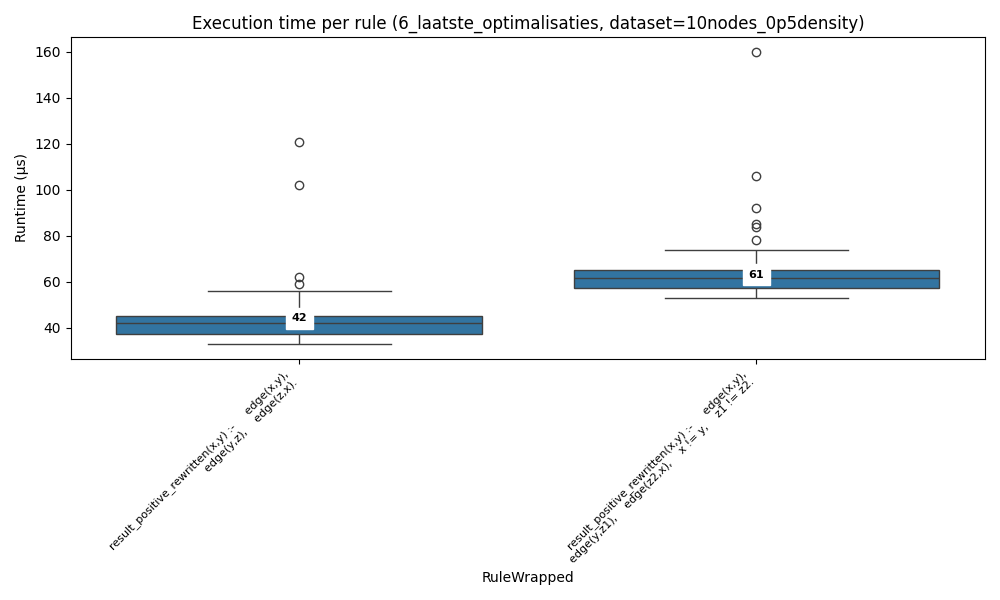 Execution time per rule (6_laatste_optimalisaties, dataset=10nodes_0p5density)
Runtime (µs)
160
140
120
100
80
60
40
42
61
result_positive_rewritten(x,y) :- edge(x,y),
edge(y,z), edge(z,x).
result_positive_rewritten(x,y) :- edge(x,y),
edge(y,z1), edge(z2,x), x != y, z1 != z2.
RuleWrapped